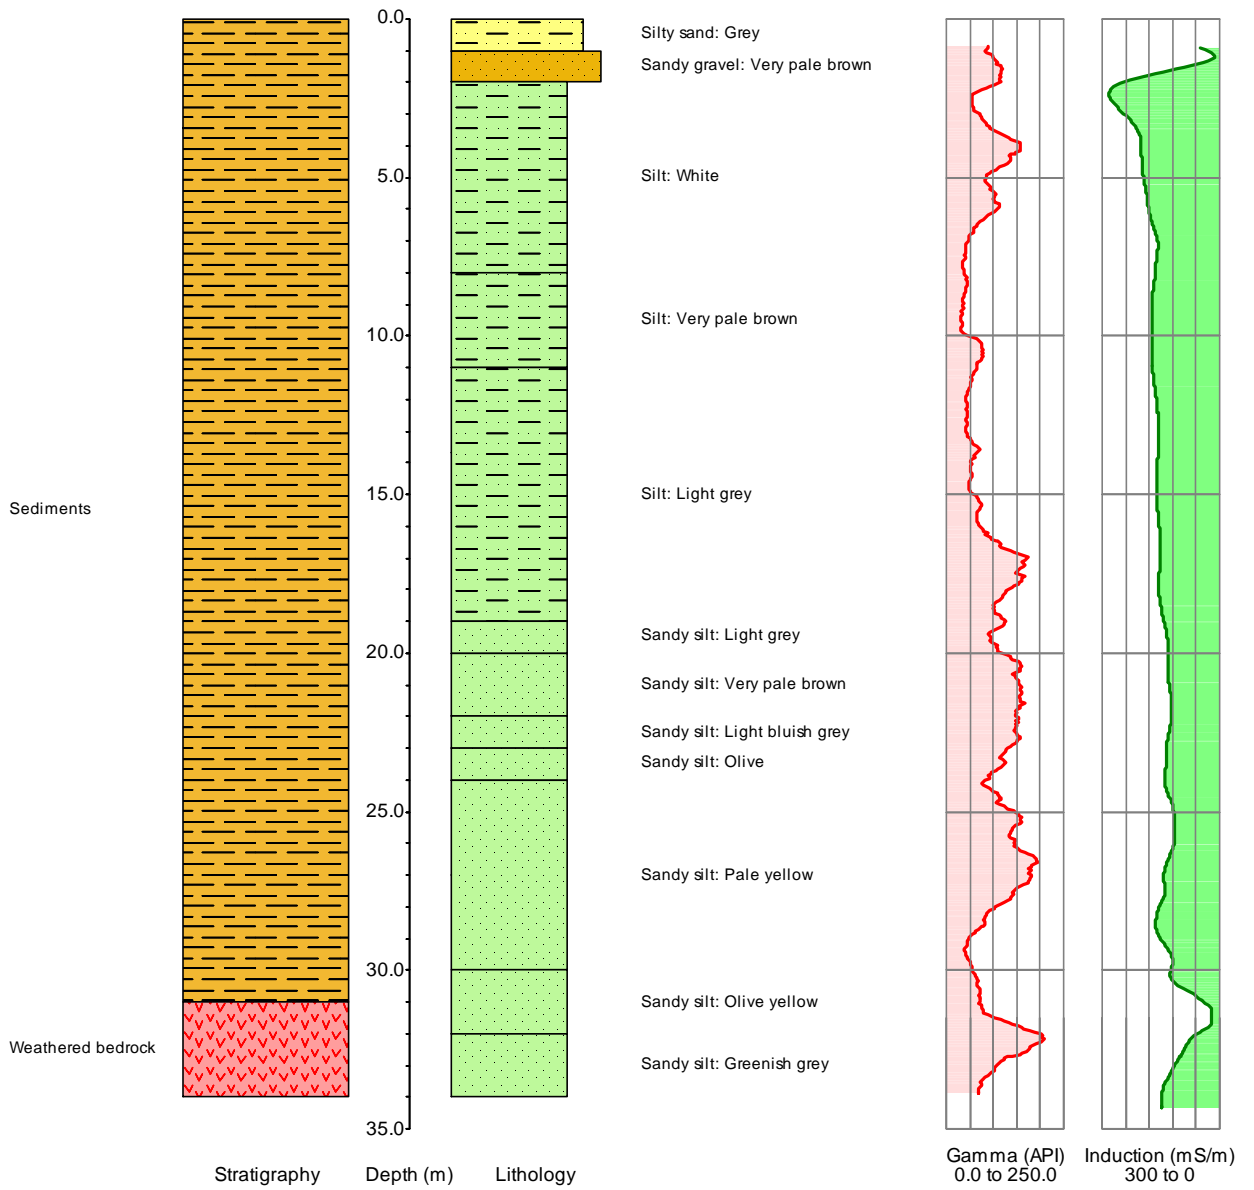 0.0
Silty sand: Grey
Sandy gravel: Very pale brown
5.0
Silt: White
Silt: Very pale brown
10.0
Silt: Light grey
15.0
Sediments
Sandy silt: Light grey
20.0
Sandy silt: Very pale brown
Sandy silt: Light bluish grey
Sandy silt: Olive
25.0
Sandy silt: Pale yellow
30.0
Sandy silt: Olive yellow
Weathered bedrock
Sandy silt: Greenish grey
35.0
Stratigraphy
Depth (m)
Lithology
Gamma (API)
0.0 to 250.0
Induction (mS/m)
300 to 0